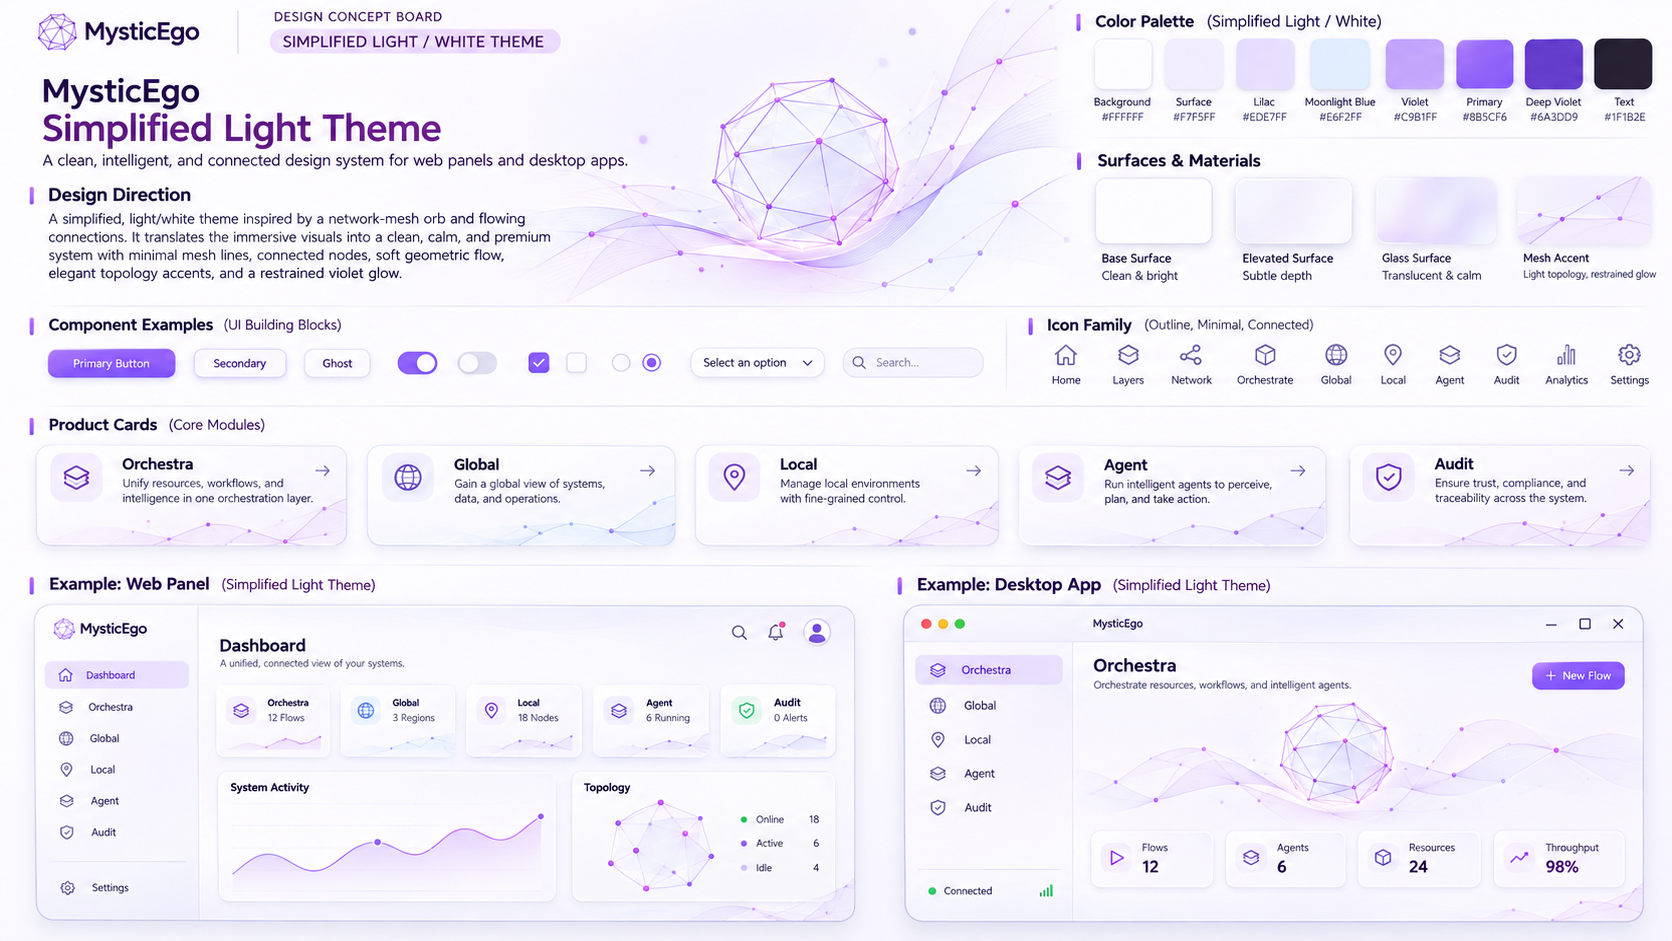 MysticEgo
DESIGN CONCEPT BOARD
SIMPLIFIED LIGHT / WHITE THEME
MysticEgo
Simplified Light Theme
A clean, intelligent, and connected design system for web panels and desktop apps.
Design Direction
A simplified, light/white theme inspired by a network-mesh orb and flowing
connections. It translates the immersive visuals into a clean, calm, and premium
system with minimal mesh lines, connected nodes, soft geometric flow,
elegant topology accents, and a restrained violet glow.
Color Palette (Simplified Light / White)
Background
#FFFFFF
Surface
#F7F5FF
Lilac
#EDE7FF
Moonlight Blue
#E6F2FF
Violet
#C9B1FF
Primary
#8B5CF6
Deep Violet
#6A3DD9
Text
#1F1B2E
Surfaces & Materials
Base Surface
Clean & bright
Elevated Surface
Subtle depth
Glass Surface
Translucent & calm
Mesh Accent
Light topology, restrained glow
Component Examples (UI Building Blocks)
Primary Button
Secondary
Ghost
Select an option
Search...
Icon Family (Outline, Minimal, Connected)
Home
Layers
Network
Orchestrate
Global
Local
Agent
Audit
Analytics
Settings
Product Cards (Core Modules)
Orchestra
Unify resources, workflows, and
intelligence in one orchestration layer.
Global
Gain a global view of systems,
data, and operations.
Local
Manage local environments
with fine-grained control.
Agent
Run intelligent agents to perceive,
plan, and take action.
Audit
Ensure trust, compliance, and
traceability across the system.
Example: Web Panel (Simplified Light Theme)
MysticEgo
Dashboard
Orchestra
Global
Local
Agent
Audit
Settings
Dashboard
A unified, connected view of your systems.
Orchestra
12 Flows
Global
3 Regions
Local
18 Nodes
Agent
6 Running
Audit
0 Alerts
System Activity
Topology
Online 18
Active 6
Idle 4
Example: Desktop App (Simplified Light Theme)
MysticEgo
Orchestra
Global
Local
Agent
Audit
Connected
Orchestra
Orchestrate resources, workflows, and intelligent agents.
+ New Flow
Flows
12
Agents
6
Resources
24
Throughput
98%